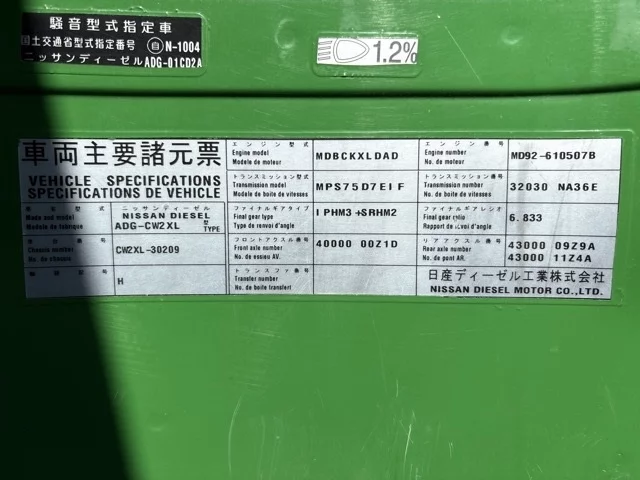 騒音型式指定車
国土交通省型式指定番号 自 N-1004
ニッサンディーゼル ADG-01CD2A
1.2%
車両主要諸元票
VEHICLE SPECIFICATIONS
SPECIFICATIONS DE VEHICLE
車名 型式 ニッサンディーゼル
Make and model NISSAN DIESEL 型
Modele de fabrique ADG-CW2XL TYPE
車台番号
Chassis number CW2XL-30209
No. de chassis
H
エンジン型式
Engine model MDBCKXLDAD
Modele de moteur
トランスミッション型式
Transmission model MPS75D7EIF
Modele de boite de vitesses
ファイナルギアタイプ
Final gear type I PHM3 +SRHM2
Type de renvoi d'angle
フロントアクスル番号
Front axle number 40000 00Z1D
No. de essieu AV.
トランスファ番号
Transfer number
No. de boite transfert
エンジン番号
Engine number MD92-610507B
No. de moteur
トランスミッション番号
Transmission number 32030 NA36E
No. de boite de vitesses
ファイナルギアレシオ
Final gear ratio 6.833
Rapport de renvoi d'angle
リアアクスル番号 43000 09Z9A
Rear axle number 43000 11Z4A
No. de pont AR.
日産ディーゼル工業株式会社
NISSAN DIESEL MOTOR CO.,LTD.